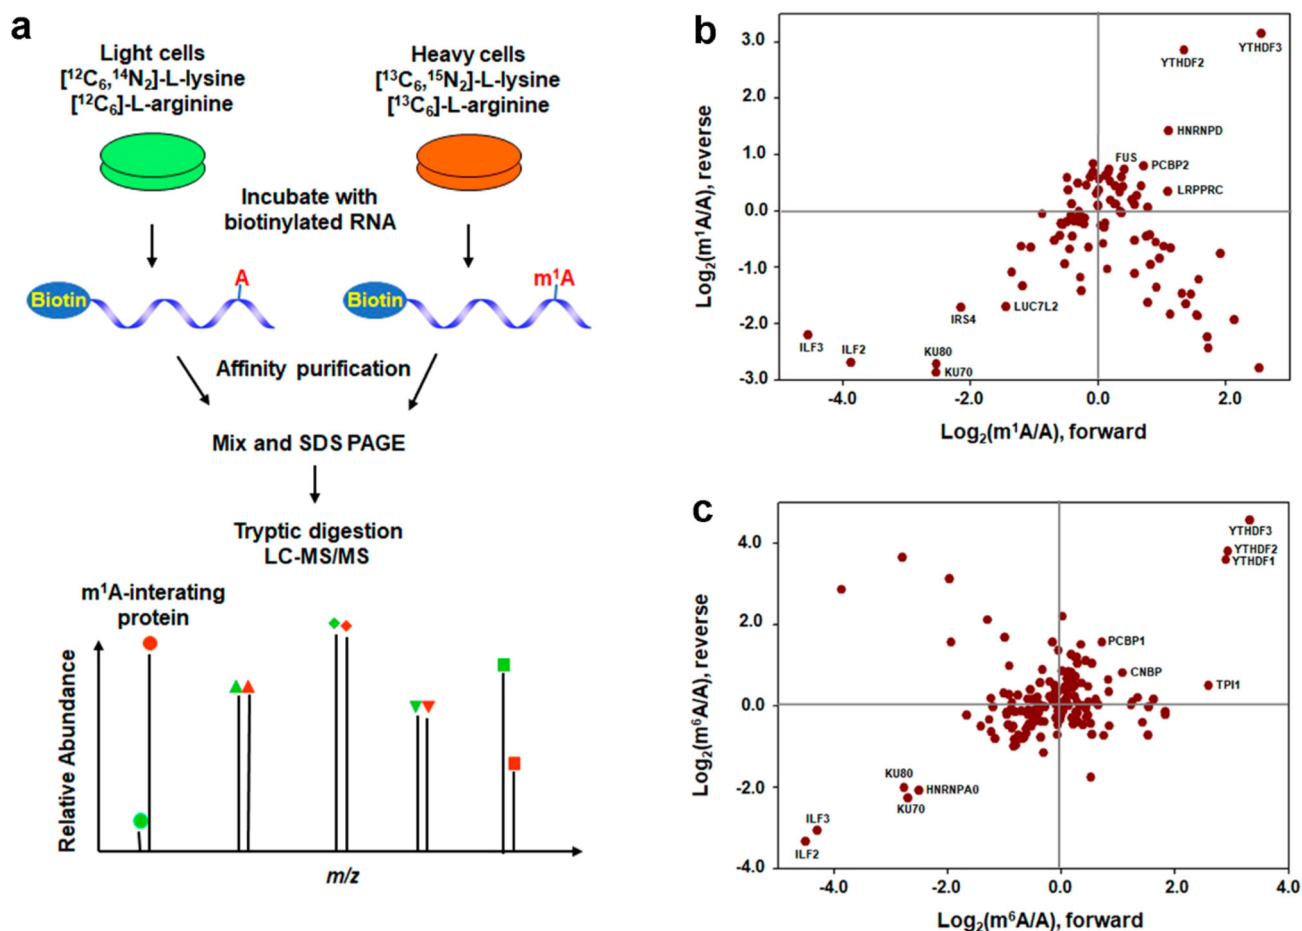 a
Light cells
[¹²C₆,¹⁴N₂]-L-lysine
[¹²C₆]-L-arginine
Heavy cells
[¹³C₆,¹⁵N₂]-L-lysine
[¹³C₆]-L-arginine
Incubate with
biotinylated RNA
Biotin
A
Biotin
m¹A
Affinity purification
Mix and SDS PAGE
Tryptic digestion
LC-MS/MS
m¹A-interating
protein
Relative Abundance
m/z
b
Log₂(m¹A/A), reverse
3.0
2.0
1.0
0.0
-1.0
-2.0
-3.0
YTHDF3
YTHDF2
HNRNPD
FUS
PCBP2
LRPPRC
LUC7L2
IRS4
ILF3
ILF2
KU80
KU70
-4.0
-2.0
0.0
2.0
Log₂(m¹A/A), forward
c
Log₂(m⁶A/A), reverse
4.0
2.0
0.0
-2.0
-4.0
YTHDF3
YTHDF2
YTHDF1
PCBP1
CNBP
TPI1
KU80
HNRNPA0
KU70
ILF3
ILF2
-4.0
-2.0
0.0
2.0
4.0
Log₂(m⁶A/A), forward